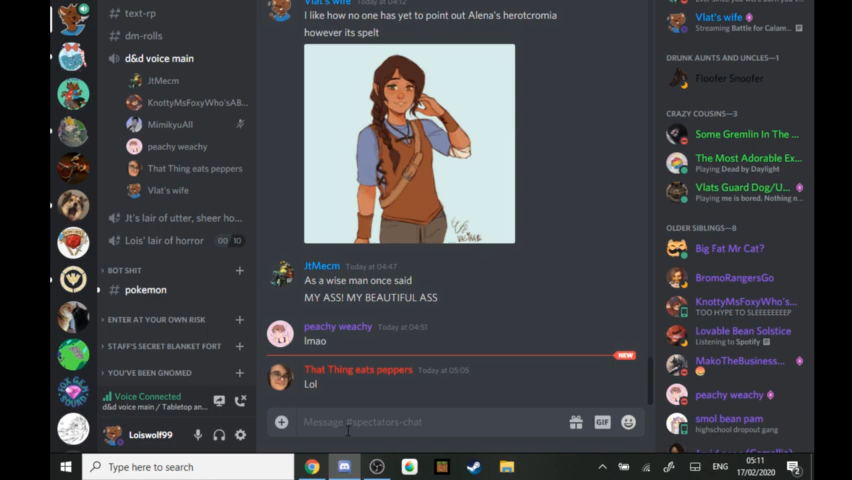 text-rp
dm-rolls
d&d voice main
JtMecm
KnottyMsFoxyWho'sAB...
MimikyuAll
peachy weachy
That Thing eats peppers
Vlat's wife
Jt's lair of utter, sheer ho...
Lois' lair of horror
00 10
BOT SHIT
pokemon
ENTER AT YOUR OWN RISK
STAFF'S SECRET BLANKET FORT
YOU'VE BEEN GNOMED
Voice Connected
d&d voice main / Tabletop an...
Loiswolf99
Vlat's wife Today at 04:12
I like how no one has yet to point out Alena's herotcromia
however its spelt
JtMecm Today at 04:47
As a wise man once said
MY ASS! MY BEAUTIFUL ASS
peachy weachy Today at 04:51
lmao
NEW
That Thing eats peppers Today at 05:05
Lol
Message #spectators-chat
GIF
Vlat's wife
Streaming Battle for Calam...
DRUNK AUNTS AND UNCLES—1
Floofer Snoofer
CRAZY COUSINS—3
Some Gremlin In The ...
The Most Adorable Ex...
Playing Dead by Daylight
Vlats Guard Dog/U...
Playing me is bored. Nothing n...
OLDER SIBLINGS—8
Big Fat Mr Cat?
BromoRangersGo
KnottyMsFoxyWho's...
TOO HYPE TO SLEEEEEEEP
Lovable Bean Solstice
Listening to Spotify
MakoTheBusiness...
peachy weachy
smol bean pam
highschool dropout gang
Type here to search
ENG
05:11
17/02/2020
2